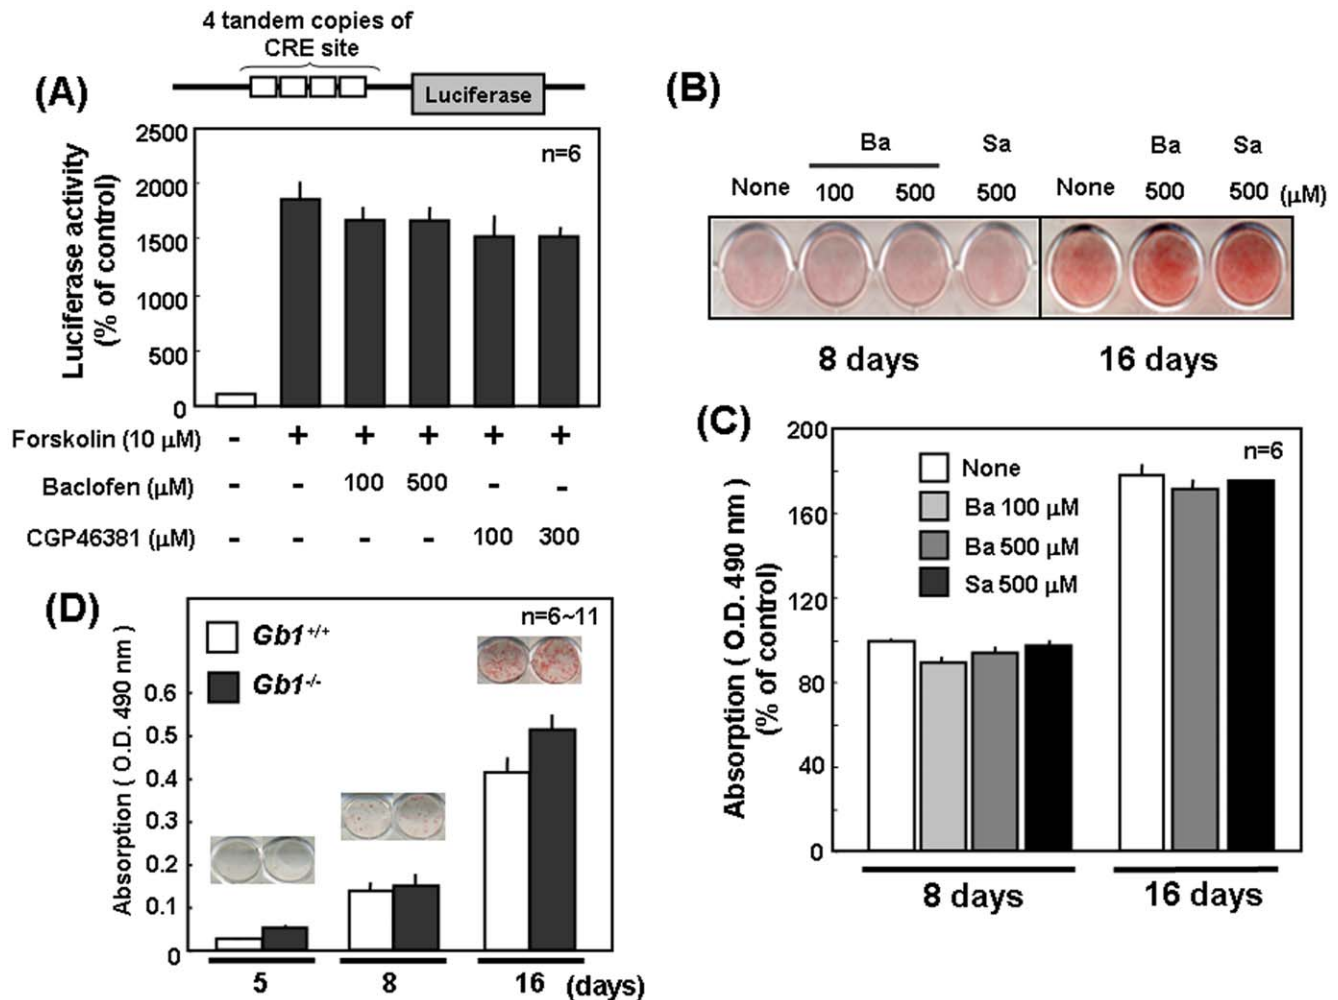 4 tandem copies of
CRE site
(A)
Luciferase
Luciferase activity
(% of control)
2500
2000
1500
1000
500
0
n=6
Forskolin (10 μM) - + + + + +
Baclofen (μM) - - 100 500 - -
CGP46381 (μM) - - - - 100 300
(B)
Ba Sa Ba Sa
None 100 500 500 None 500 500 (μM)
8 days 16 days
(C)
Absorption ( O.D. 490 nm )
(% of control)
200
160
120
80
40
0
n=6
None
Ba 100 μM
Ba 500 μM
Sa 500 μM
8 days 16 days
(D)
Absorption ( O.D. 490 nm )
0.6
0.5
0.4
0.3
0.2
0.1
0
n=6~11
Gb1+/+
Gb1-/-
5 8 16 (days)